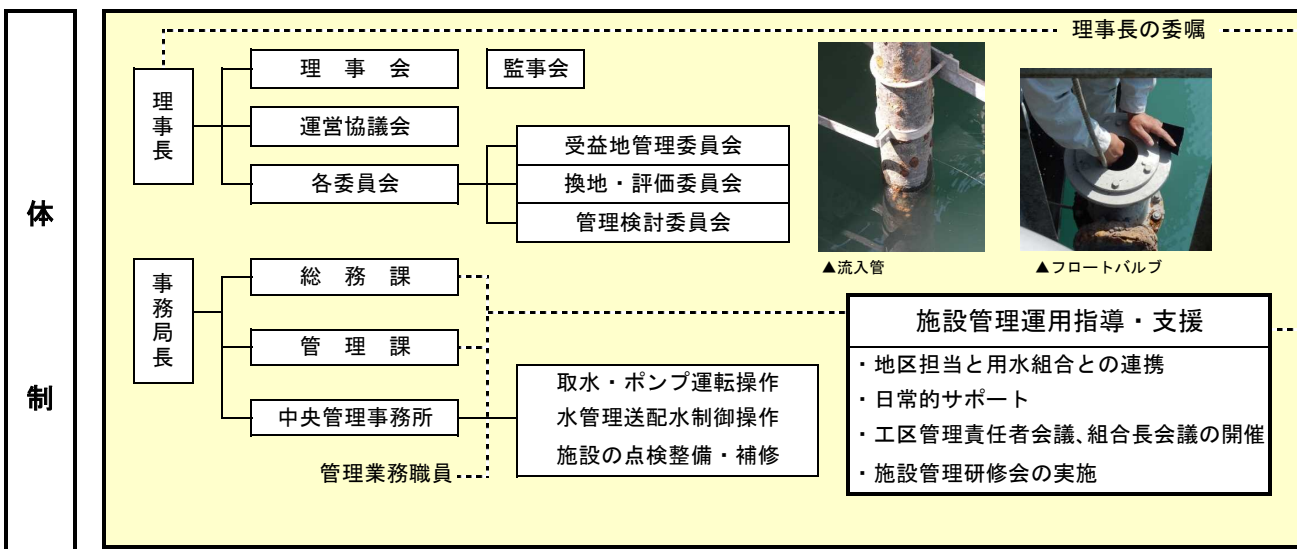 体
制
理事長の委嘱
理事長
理事会
監事会
運営協議会
各委員会
受益地管理委員会
換地・評価委員会
管理検討委員会
▲流入管
▲フロートバルブ
事務局長
総務課
管理課
中央管理事務所
管理業務職員
取水・ポンプ運転操作
水管理送配水制御操作
施設の点検整備・補修
施設管理運用指導・支援
・地区担当と用水組合との連携
・日常的サポート
・工区管理責任者会議、組合長会議の開催
・施設管理研修会の実施